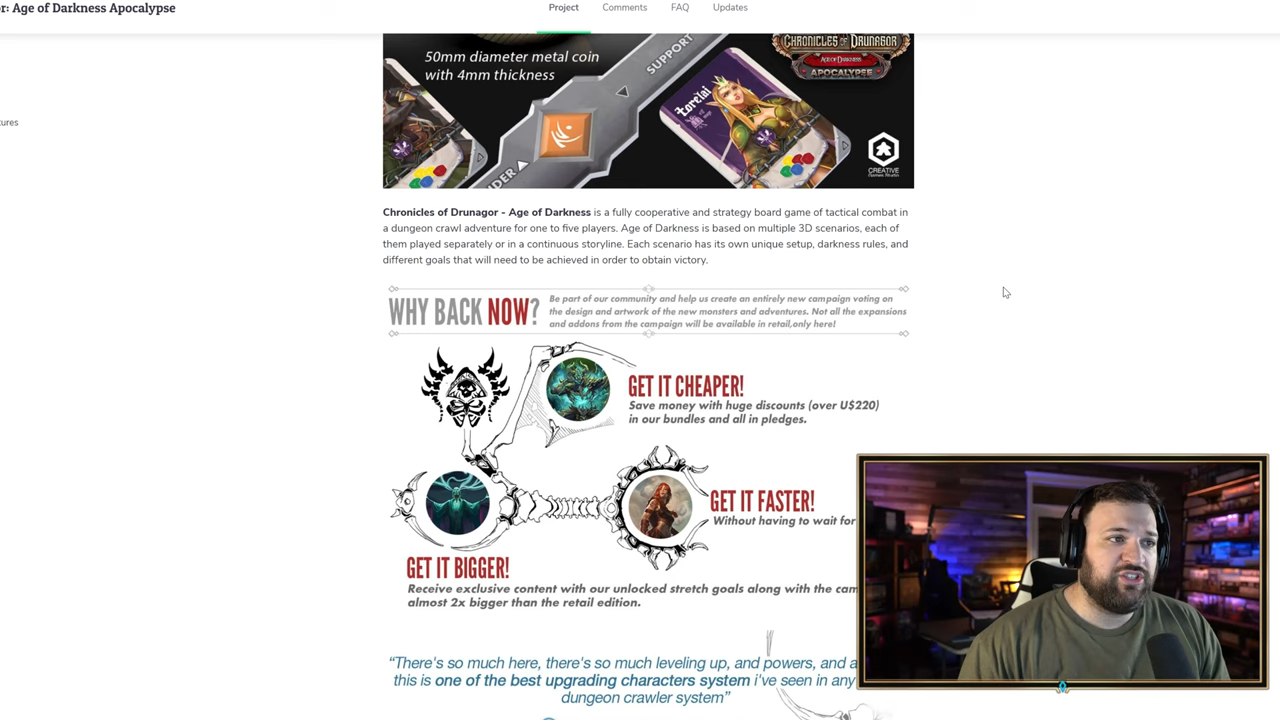 r: Age of Darkness Apocalypse
Project
Comments
FAQ
Updates
tures
50mm diameter metal coin
with 4mm thickness
SUPPORT
DER
torelai
CHRONICLES OF DRUNAGOR
AGE OF DARKNESS
APOCALYPSE
CREATIVE
Games Studio
Chronicles of Drunagor - Age of Darkness is a fully cooperative and strategy board game of tactical combat in
a dungeon crawl adventure for one to five players. Age of Darkness is based on multiple 3D scenarios, each of
them played separately or in a continuous storyline. Each scenario has its own unique setup, darkness rules, and
different goals that will need to be achieved in order to obtain victory.
WHY BACK NOW?
Be part of our community and help us create an entirely new campaign voting on
the design and artwork of the new monsters and adventures. Not all the expansions
and addons from the campaign will be available in retail,only here!
GET IT CHEAPER!
Save money with huge discounts (over U$220)
in our bundles and all in pledges.
GET IT FASTER!
Without having to wait for
GET IT BIGGER!
Receive exclusive content with our unlocked stretch goals along with the cam
almost 2x bigger than the retail edition.
“There's so much here, there's so much leveling up, and powers, and a
this is one of the best upgrading characters system i've seen in any
dungeon crawler system”